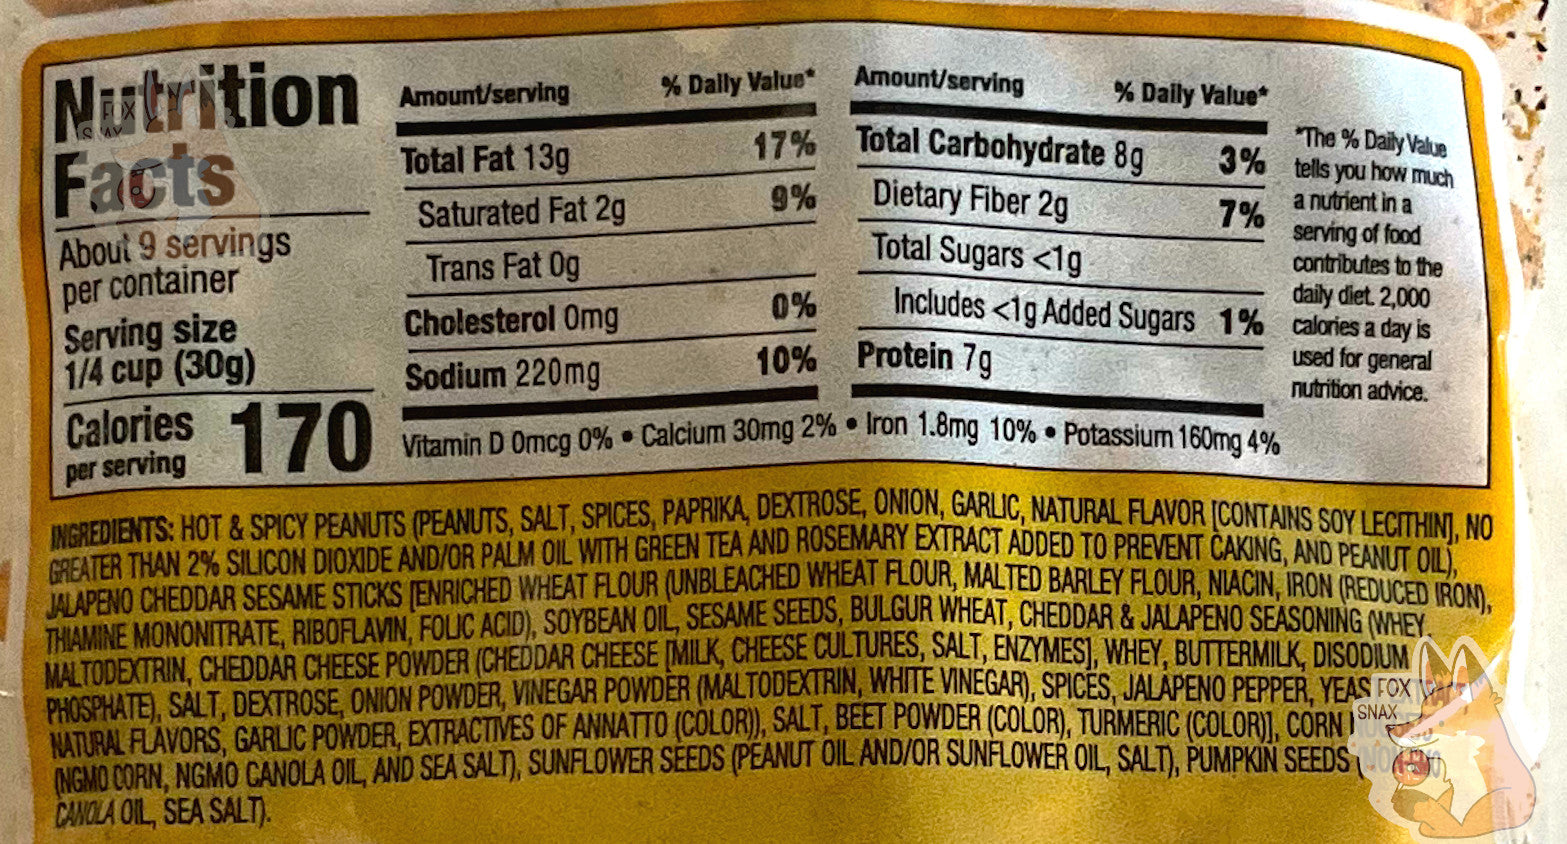 Nutrition
Facts
About 9 servings
per container
Serving size
1/4 cup (30g)
Calories 170
per serving
Amount/serving % Daily Value*
Total Fat 13g 17%
Saturated Fat 2g 9%
Trans Fat 0g
Cholesterol 0mg 0%
Sodium 220mg 10%
Amount/serving % Daily Value*
Total Carbohydrate 8g 3%
Dietary Fiber 2g 7%
Total Sugars <1g
Includes <1g Added Sugars 1%
Protein 7g
Vitamin D 0mcg 0% • Calcium 30mg 2% • Iron 1.8mg 10% • Potassium 160mg 4%
*The % Daily Value
tells you how much
a nutrient in a
serving of food
contributes to the
daily diet. 2,000
calories a day is
used for general
nutrition advice.
INGREDIENTS: HOT & SPICY PEANUTS (PEANUTS, SALT, SPICES, PAPRIKA, DEXTROSE, ONION, GARLIC, NATURAL FLAVOR [CONTAINS SOY LECITHIN], NO
GREATER THAN 2% SILICON DIOXIDE AND/OR PALM OIL WITH GREEN TEA AND ROSEMARY EXTRACT ADDED TO PREVENT CAKING, AND PEANUT OIL),
JALAPENO CHEDDAR SESAME STICKS [ENRICHED WHEAT FLOUR (UNBLEACHED WHEAT FLOUR, MALTED BARLEY FLOUR, NIACIN, IRON (REDUCED IRON),
THIAMINE MONONITRATE, RIBOFLAVIN, FOLIC ACID), SOYBEAN OIL, SESAME SEEDS, BULGUR WHEAT, CHEDDAR & JALAPENO SEASONING (WHEY,
MALTODEXTRIN, CHEDDAR CHEESE POWDER (CHEDDAR CHEESE [MILK, CHEESE CULTURES, SALT, ENZYMES], WHEY, BUTTERMILK, DISODIUM
PHOSPHATE), SALT, DEXTROSE, ONION POWDER, VINEGAR POWDER (MALTODEXTRIN, WHITE VINEGAR), SPICES, JALAPENO PEPPER,
NATURAL FLAVORS, GARLIC POWDER, EXTRACTIVES OF ANNATTO (COLOR)), SALT, BEET POWDER (COLOR), TURMERIC (COLOR)], CORN
(NGMO CORN, NGMO CANOLA OIL, AND SEA SALT), SUNFLOWER SEEDS (PEANUT OIL AND/OR SUNFLOWER OIL, SALT), PUMPKIN SEEDS
CANOLA OIL, SEA SALT).
FOX
SNAX
FOX
SNAX